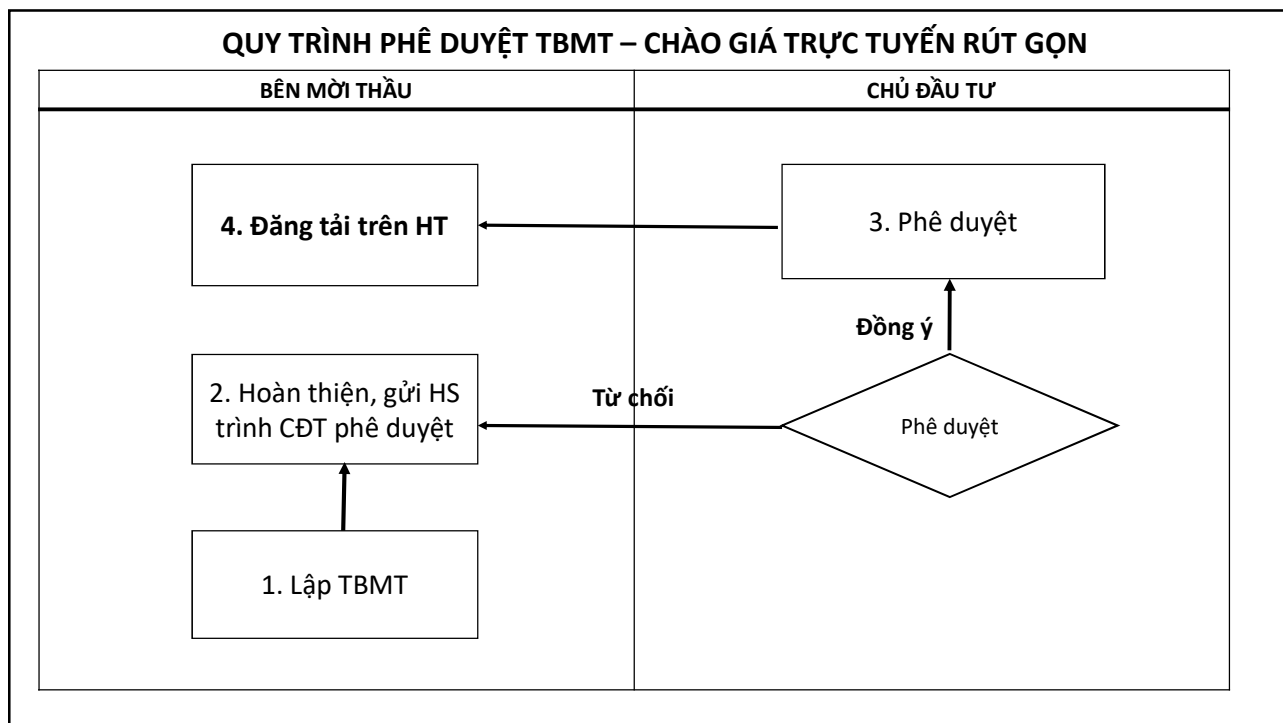 QUY TRÌNH PHÊ DUYỆT TBMT – CHÀO GIÁ TRỰC TUYẾN RÚT GỌN
BÊN MỜI THẦU
CHỦ ĐẦU TƯ
4. Đăng tải trên HT
3. Phê duyệt
Đồng ý
2. Hoàn thiện, gửi HS
trình CĐT phê duyệt
Từ chối
Phê duyệt
1. Lập TBMT